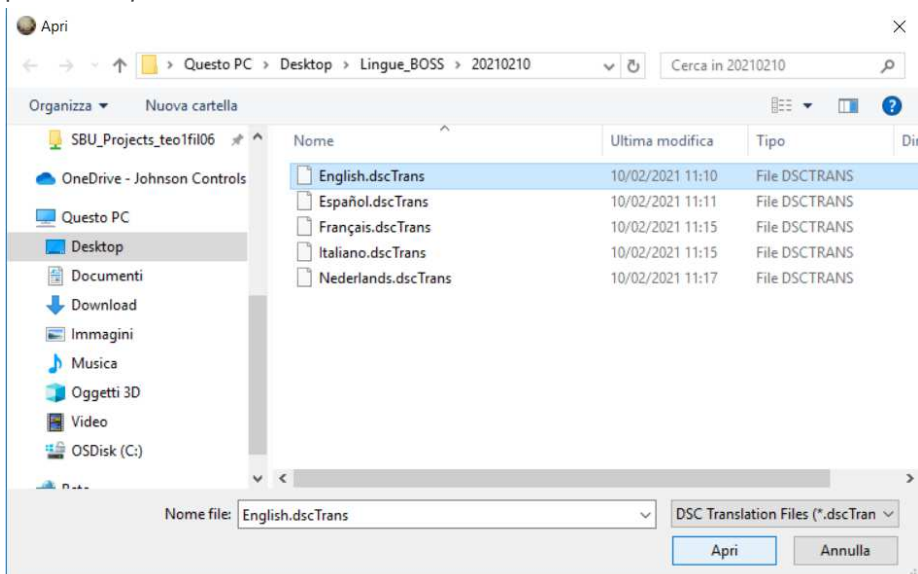 Apri
Questo PC > Desktop > Lingue_BOSS > 20210210
Cerca in 20210210
Organizza
Nuova cartella
SBU_Projects_teo1fil06
OneDrive - Johnson Controls
Questo PC
Desktop
Documenti
Download
Immagini
Musica
Oggetti 3D
Video
OSDisk (C:)
Nome Ultima modifica Tipo
English.dscTrans 10/02/2021 11:10 File DSCTRANS
Español.dscTrans 10/02/2021 11:11 File DSCTRANS
Français.dscTrans 10/02/2021 11:15 File DSCTRANS
Italiano.dscTrans 10/02/2021 11:15 File DSCTRANS
Nederlands.dscTrans 10/02/2021 11:17 File DSCTRANS
Nome file: English.dscTrans
DSC Translation Files (*.dscTran
Apri Annulla